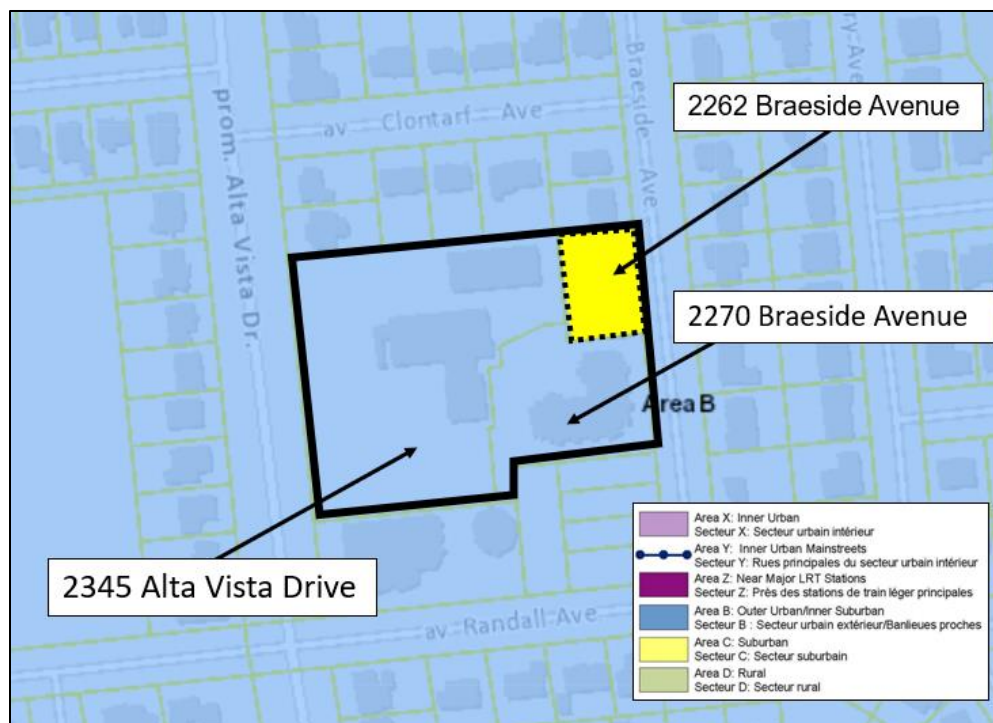 Braeside Ave.
2262 Braeside Avenue
prom. Alta Vista Dr.
av Clontarf Ave
2270 Braeside Avenue
Area B
2345 Alta Vista Drive
av Randall Ave
Area X: Inner Urban
Secteur X: Secteur urbain intérieur
Area Y: Inner Urban Mainstreets
Secteur Y: Rues principales du secteur urbain intérieur
Area Z: Near Major LRT Stations
Secteur Z: Près des stations de train léger principales
Area B: Outer Urban/Inner Suburban
Secteur B : Secteur urbain extérieur/Banlieues proches
Area C: Suburban
Secteur C: Secteur suburbain
Area D: Rural
Secteur D: Secteur rural